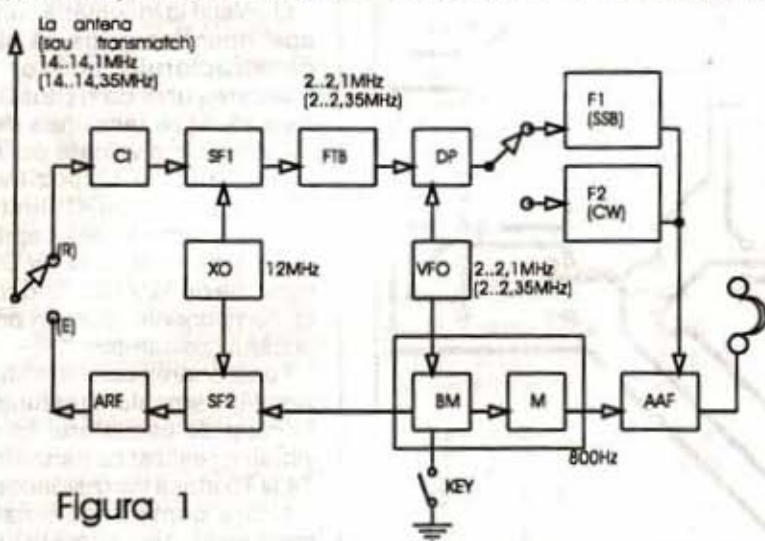 La antena
(sau transmatch)
14..14,1MHz
(14..14,35MHz)
2..2,1MHz
(2..2,35MHz)
F1
(SSB)
CI
SF1
FTB
DP
F2
(CW)
XO
12MHz
VFO
2..2,1MHz
(2..2,35MHz)
(R)
(E)
ARF
SF2
BM
M
AAF
800Hz
KEY
Figura 1